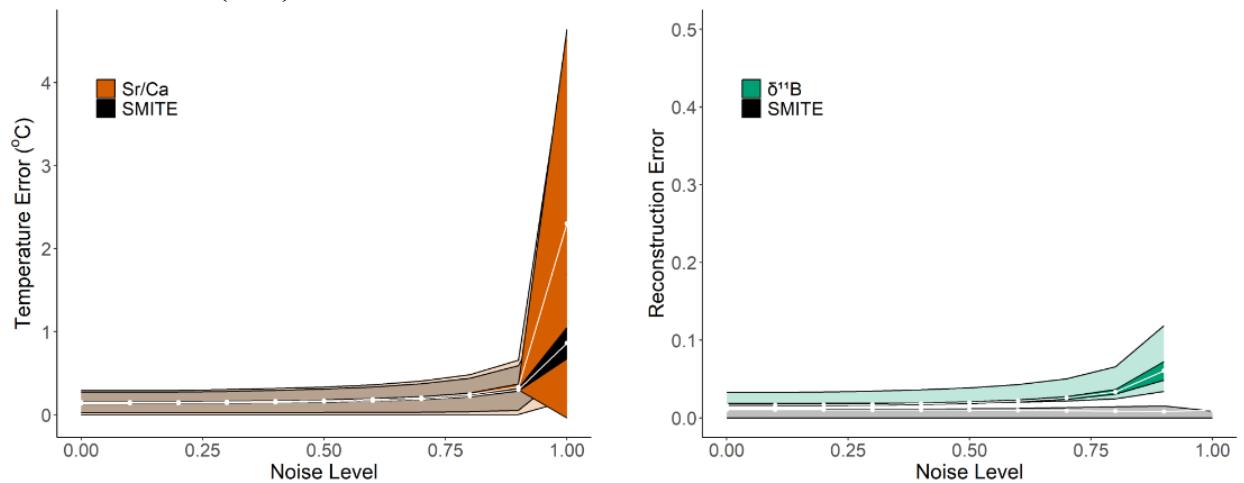 Temperature Error (°C)
4
3
2
1
0
Sr/Ca
SMITE
0.00 0.25 0.50 0.75 1.00
Noise Level
Reconstruction Error
0.5
0.4
0.3
0.2
0.1
0.0
δ¹¹B
SMITE
0.00 0.25 0.50 0.75 1.00
Noise Level